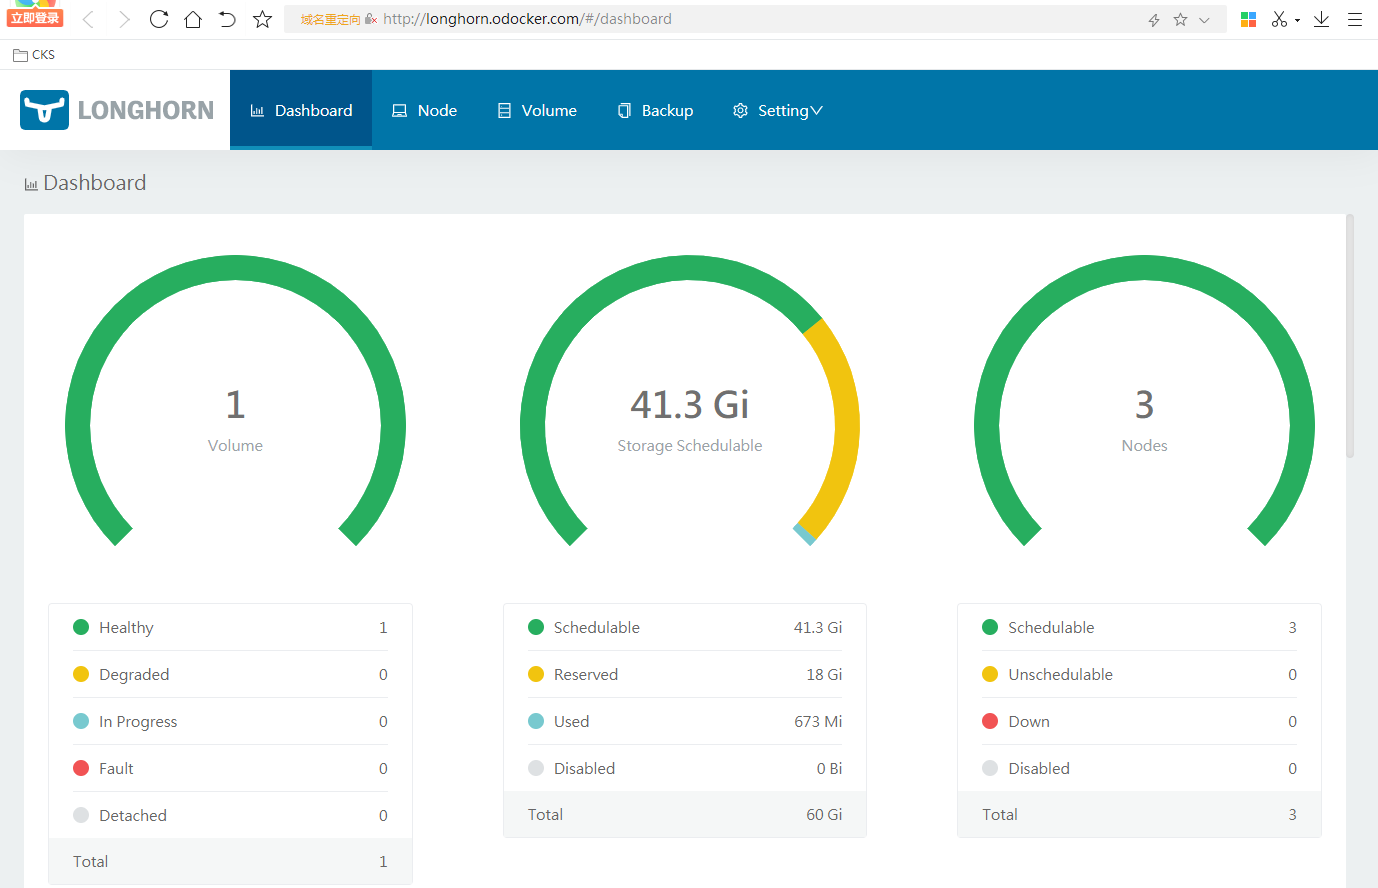 立即登录
域名重定向 http://longhorn.odocker.com/#/dashboard
CKS
LONGHORN Dashboard Node Volume Backup Setting
Dashboard
1
Volume
41.3 Gi
Storage Schedulable
3
Nodes
Healthy 1
Degraded 0
In Progress 0
Fault 0
Detached 0
Total 1
Schedulable 41.3 Gi
Reserved 18 Gi
Used 673 Mi
Disabled 0 Bi
Total 60 Gi
Schedulable 3
Unschedulable 0
Down 0
Disabled 0
Total 3